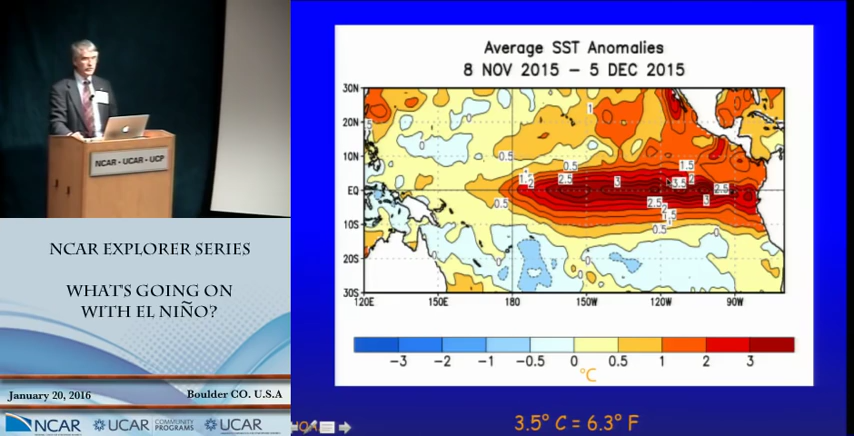 NCAR - UCAR - UCP
NCAR EXPLORER SERIES
WHAT'S GOING ON
WITH EL NIÑO?
January 20, 2016
Boulder CO. U.S.A
NCAR
UCAR
COMMUNITY
PROGRAMS
UCAR
Average SST Anomalies
8 NOV 2015 – 5 DEC 2015
30N
20N
10N
EQ
10S
20S
30S
120E 150E 180 150W 120W 90W
−3 −2 −1 −0.5 0 0.5 1 2 3
°C
3.5° C = 6.3° F